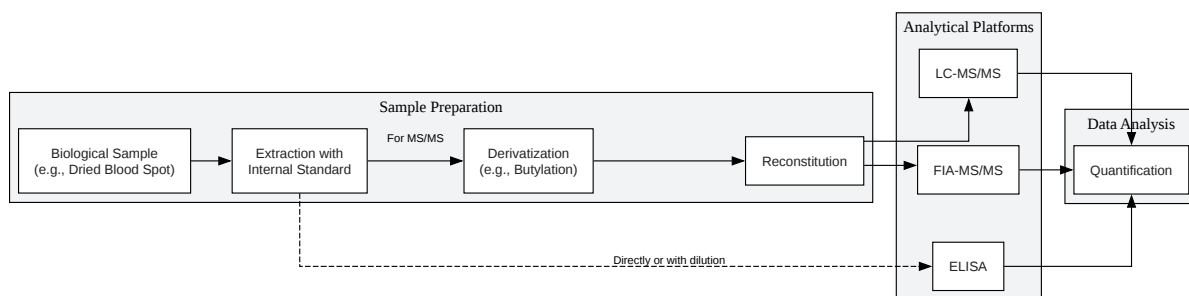 Analytical Platforms
LC-MS/MS
Sample Preparation
Data Analysis
For MS/MS
Biological Sample
(e.g., Dried Blood Spot)
Extraction with
Internal Standard
Derivatization
(e.g., Butylation)
Reconstitution
FIA-MS/MS
Quantification
Directly or with dilution
ELISA